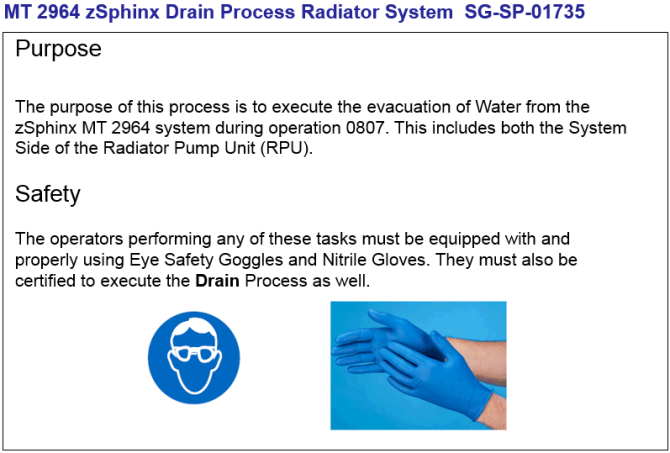 MT 2964 zSphinx Drain Process Radiator System SG-SP-01735
Purpose
The purpose of this process is to execute the evacuation of Water from the
zSphinx MT 2964 system during operation 0807. This includes both the System
Side of the Radiator Pump Unit (RPU).
Safety
The operators performing any of these tasks must be equipped with and
properly using Eye Safety Goggles and Nitrile Gloves. They must also be
certified to execute the Drain Process as well.